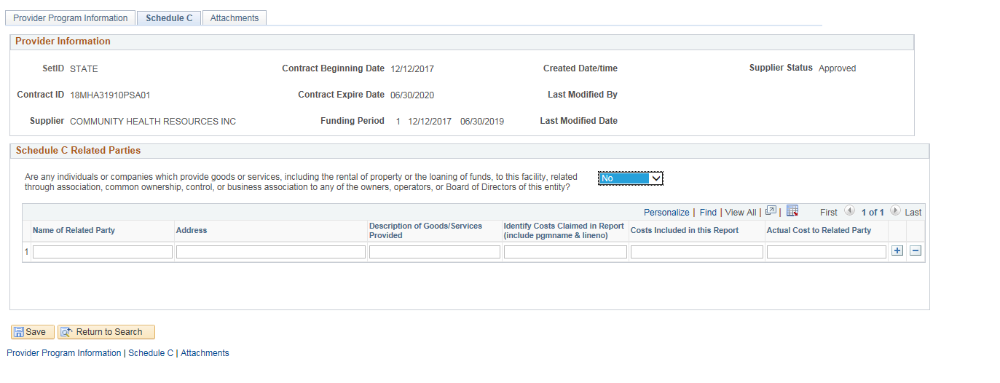 Provider Program Information Schedule C Attachments
Provider Information
SetID STATE Contract Beginning Date 12/12/2017 Created Date/time Supplier Status Approved
Contract ID 18MHA31910PSA01 Contract Expire Date 06/30/2020 Last Modified By
Supplier COMMUNITY HEALTH RESOURCES INC Funding Period 1 12/12/2017 06/30/2019 Last Modified Date
Schedule C Related Parties
Are any individuals or companies which provide goods or services, including the rental of property or the loaning of funds, to this facility, related No
through association, common ownership, control, or business association to any of the owners, operators, or Board of Directors of this entity?
Personalize | Find | View All | | First 1 of 1 Last
Name of Related Party Address Description of Goods/Services Provided Identify Costs Claimed in Report (include pgmname & lineno) Costs Included in this Report Actual Cost to Related Party
1
Save Return to Search
Provider Program Information | Schedule C | Attachments